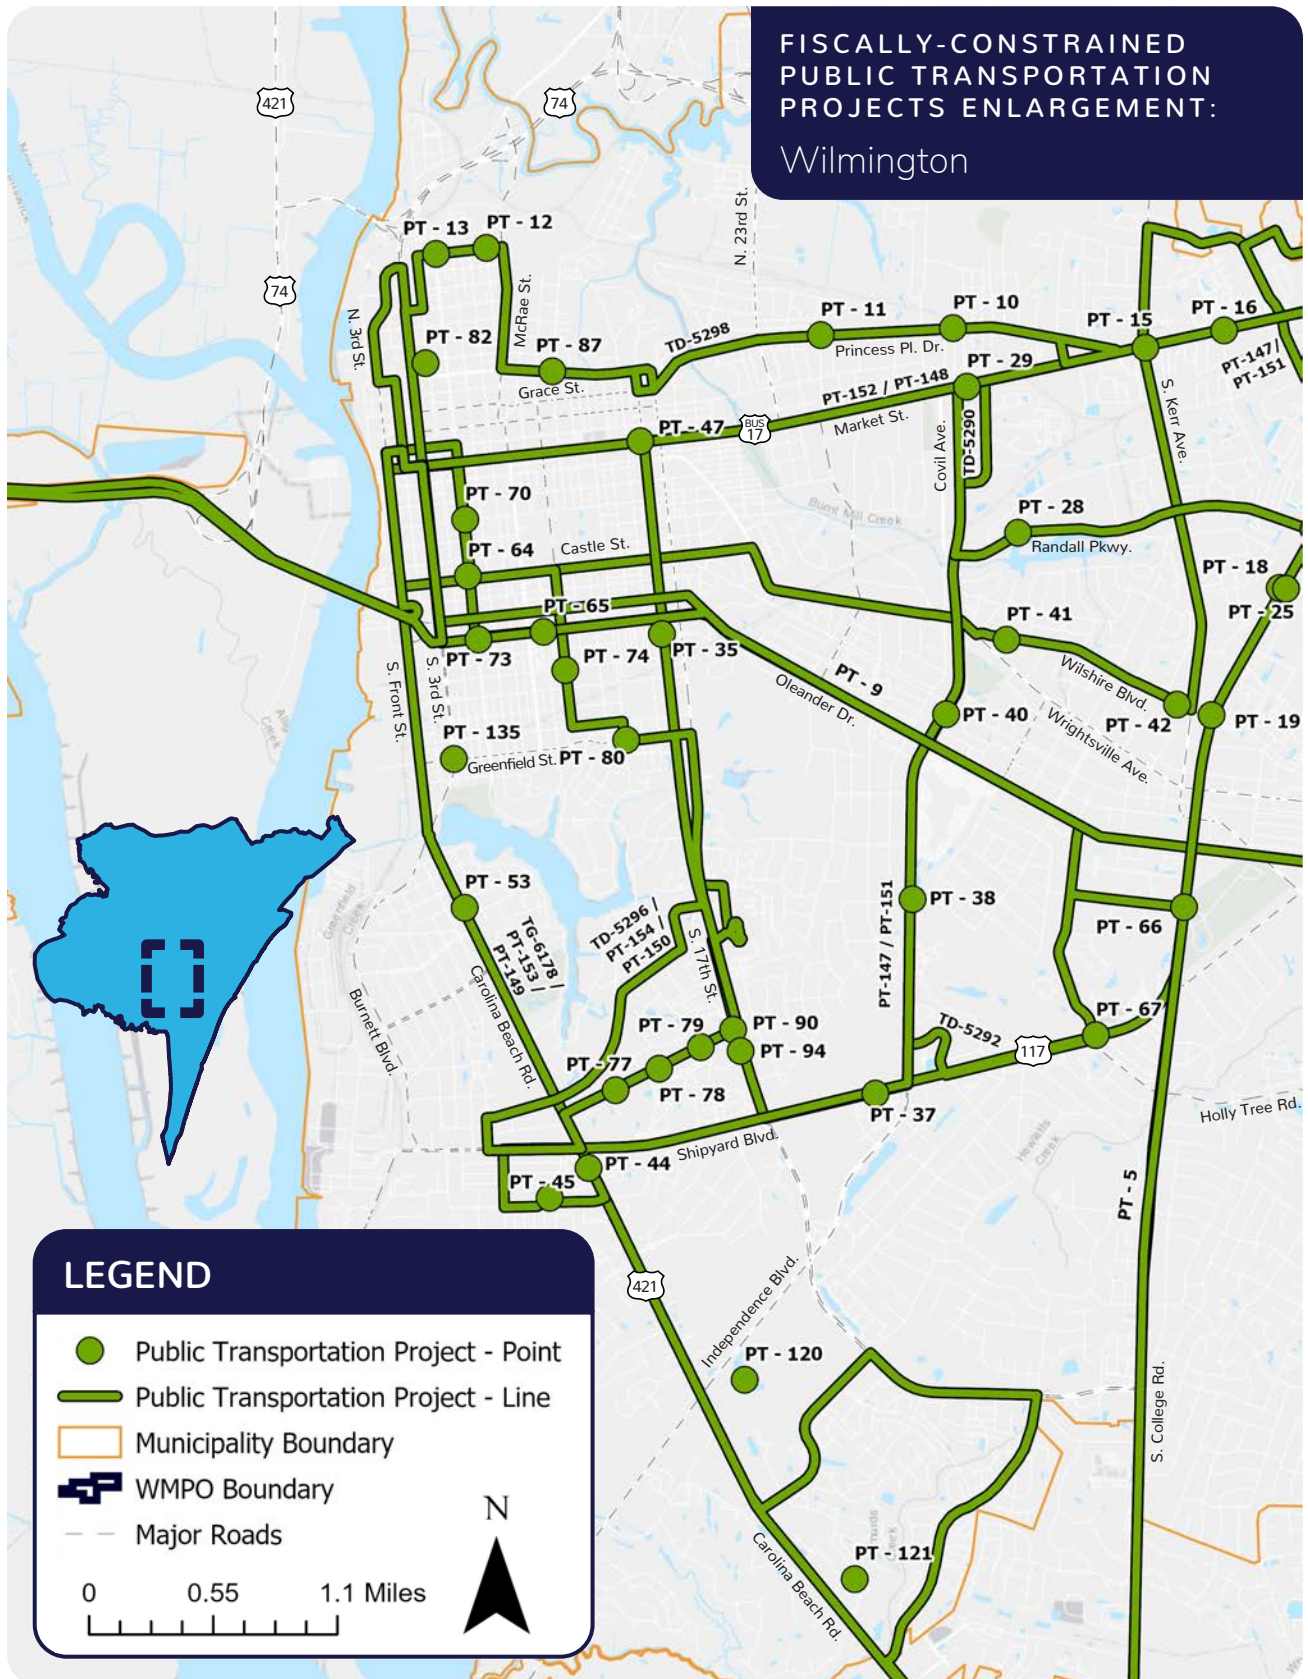 FISCALLY-CONSTRAINED
PUBLIC TRANSPORTATION
PROJECTS ENLARGEMENT:
Wilmington
421
74
N. 23rd St.
PT - 13
PT - 12
74
N. 3rd St.
McRae St.
PT - 82
PT - 87
Grace St.
TD-5298
PT - 11
PT - 10
Princess Pl. Dr.
PT - 15
PT - 16
PT - 29
PT-147/
PT-151
PT-152 / PT-148
Market St.
PT - 47
BUS
17
Covil Ave.
TD-5290
S. Kerr Ave.
PT - 70
Burnt Mill Creek
PT - 28
Randall Pkwy.
PT - 64
Castle St.
PT - 18
PT - 25
PT - 65
PT - 41
PT - 73
PT - 74
PT - 35
PT - 9
Oleander Dr.
Wilshire Blvd.
S. Front St.
S. 3rd St.
Alligator
Creek
PT - 40
PT - 42
PT - 19
Wrightsville Ave.
PT - 135
Greenfield St.
PT - 80
PT - 53
Greenfield
Creek
TG-6178 /
PT-153 /
PT-149
TD-5296 /
PT-154 /
PT-150
S. 17th St.
PT-147 / PT-151
PT - 38
PT - 66
Carolina Beach Rd.
Burnett Blvd.
PT - 79
PT - 90
PT - 94
TD-5292
117
PT - 67
PT - 77
PT - 78
PT - 37
Holly Tree Rd.
Hewletts
Creek
Shipyard Blvd.
PT - 44
PT - 45
PT - 5
421
Independence Blvd.
PT - 120
S. College Rd.
Creek
PT - 121
Carolina Beach Rd.
LEGEND
Public Transportation Project - Point
Public Transportation Project - Line
Municipality Boundary
WMPO Boundary
Major Roads
N
0 0.55 1.1 Miles